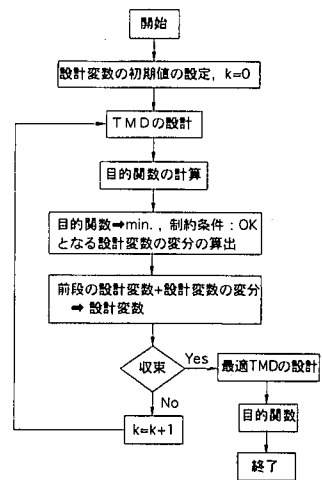 開始
設計変数の初期値の設定, k=0
TMDの設計
目的関数の計算
目的関数➡min., 制約条件:OK
となる設計変数の変分の算出
前段の設計変数+設計変数の変分
➡ 設計変数
収束
Yes
最適TMDの設計
No
目的関数
k=k+1
終了